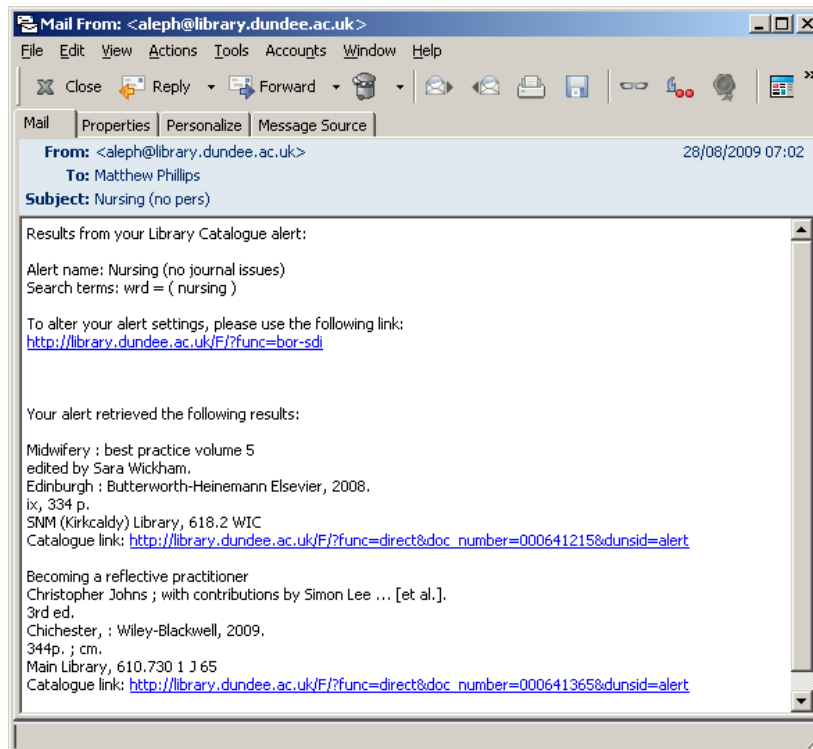 Mail From: <aleph@library.dundee.ac.uk>
File Edit View Actions Tools Accounts Window Help
Close Reply Forward »
Mail Properties Personalize Message Source
From: <aleph@library.dundee.ac.uk> 28/08/2009 07:02
To: Matthew Phillips
Subject: Nursing (no pers)
Results from your Library Catalogue alert:
Alert name: Nursing (no journal issues)
Search terms: wrd = ( nursing )
To alter your alert settings, please use the following link:
http://library.dundee.ac.uk/F/?func=bor-sdi
Your alert retrieved the following results:
Midwifery : best practice volume 5
edited by Sara Wickham.
Edinburgh : Butterworth-Heinemann Elsevier, 2008.
ix, 334 p.
SNM (Kirkcaldy) Library, 618.2 WIC
Catalogue link: http://library.dundee.ac.uk/F/?func=direct&doc_number=000641215&dunsid=alert
Becoming a reflective practitioner
Christopher Johns ; with contributions by Simon Lee ... [et al.].
3rd ed.
Chichester, : Wiley-Blackwell, 2009.
344p. ; cm.
Main Library, 610.730 1 J 65
Catalogue link: http://library.dundee.ac.uk/F/?func=direct&doc_number=000641365&dunsid=alert